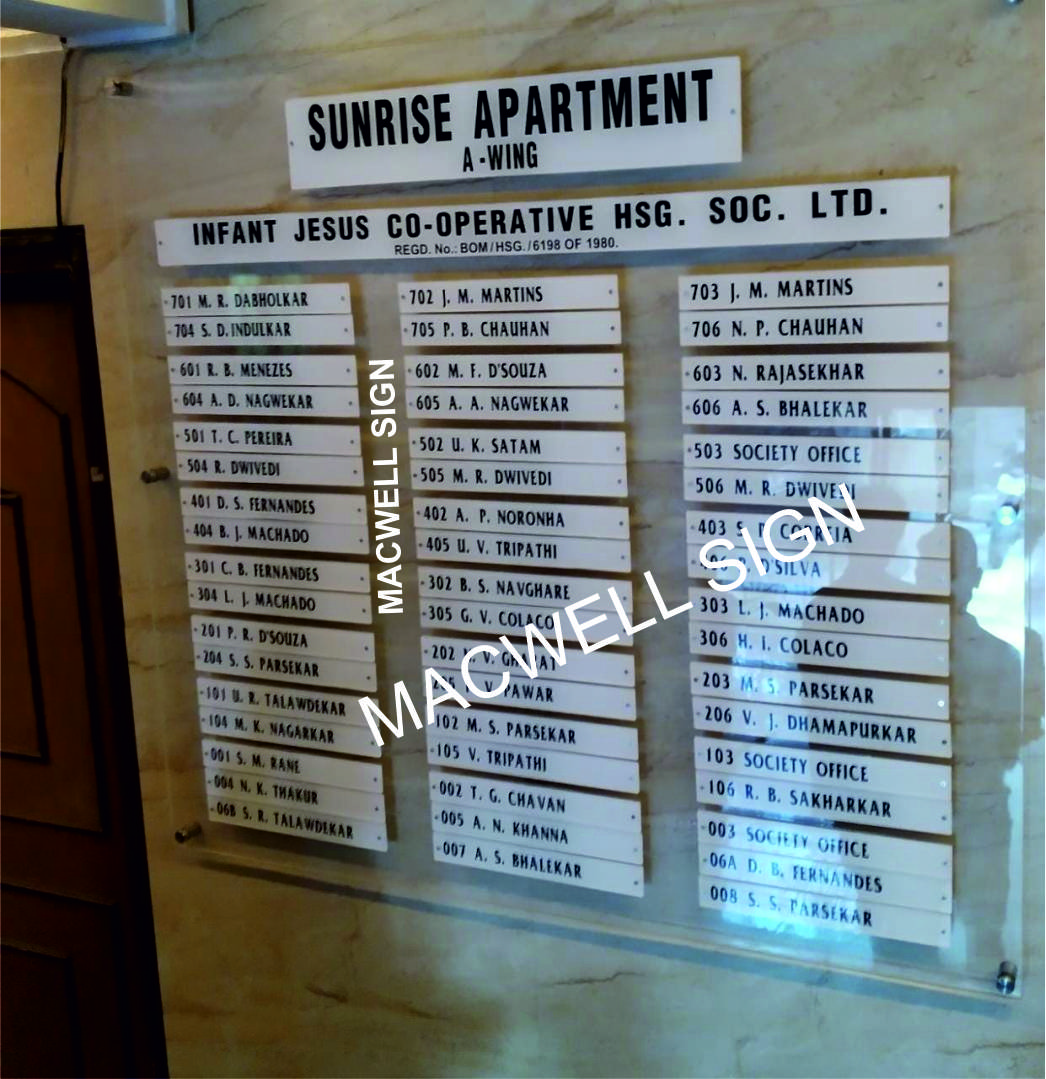 SUNRISE APARTMENT
A-WING
INFANT JESUS CO-OPERATIVE HSG. SOC. LTD.
REGD. No.: BOM/HSG./6198 OF 1980.
701 M. R. DABHOLKAR
704 S. D. INDULKAR
601 R. B. MENEZES
604 A. D. NAGWEKAR
501 T. C. PEREIRA
504 R. DWIVEDI
401 D. S. FERNANDES
404 B. J. MACHADO
301 C. B. FERNANDES
304 L. J. MACHADO
201 P. R. D'SOUZA
204 S. S. PARSEKAR
101 U. R. TALAWDEKAR
104 M. K. NAGARKAR
001 S. M. RANE
004 N. K. THAKUR
06B S. R. TALAWDEKAR
702 J. M. MARTINS
705 P. B. CHAUHAN
602 M. F. D'SOUZA
605 A. A. NAGWEKAR
502 U. K. SATAM
505 M. R. DWIVEDI
402 A. P. NORONHA
405 U. V. TRIPATHI
302 B. S. NAVGHARE
305 G. V. COLACO
202 V.
V. PAWAR
102 M. S. PARSEKAR
105 V. TRIPATHI
002 T. G. CHAVAN
005 A. N. KHANNA
007 A. S. BHALEKAR
703 J. M. MARTINS
706 N. P. CHAUHAN
603 N. RAJASEKHAR
606 A. S. BHALEKAR
503 SOCIETY OFFICE
506 M. R. DWIVEDI
403 S. P. CORREIA
D'SILVA
303 L. J. MACHADO
306 H. I. COLACO
203 M. S. PARSEKAR
206 V. J. DHAMAPURKAR
103 SOCIETY OFFICE
106 R. B. SAKHARKAR
003 SOCIETY OFFICE
06A D. B. FERNANDES
008 S. S. PARSEKAR
MACWELL SIGN
MACWELL SIGN